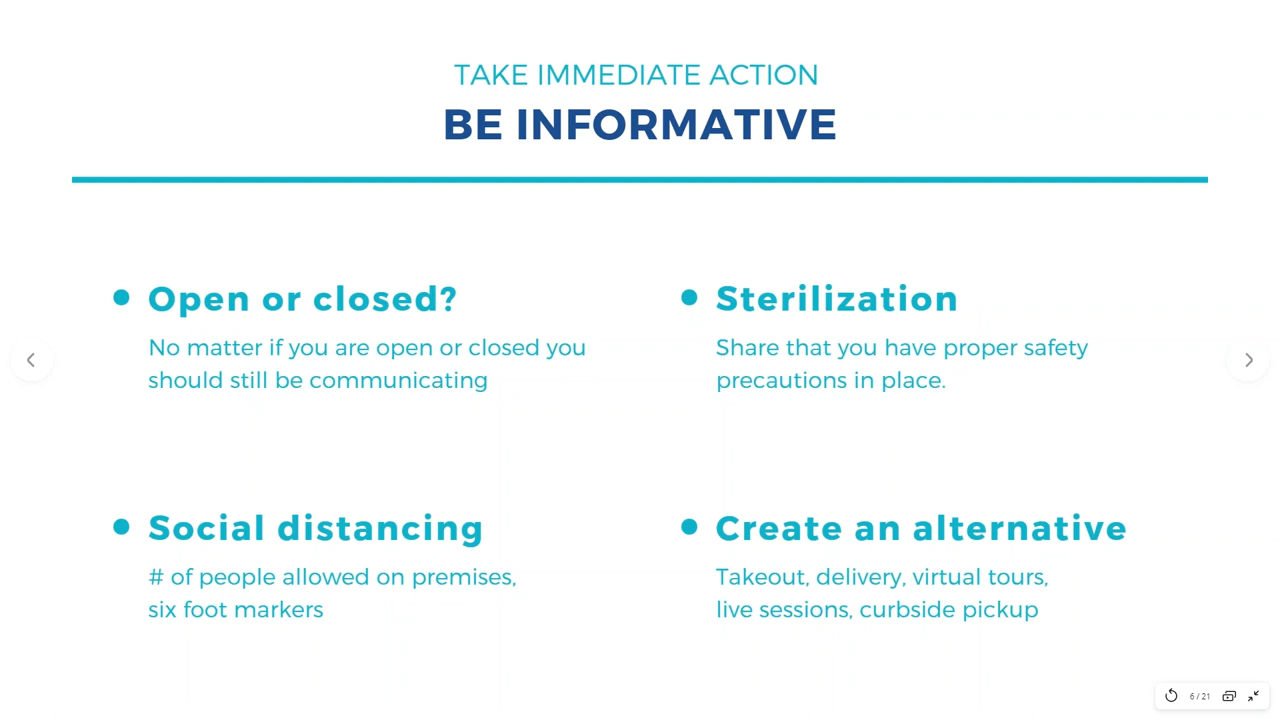 TAKE IMMEDIATE ACTION
BE INFORMATIVE
Open or closed?
No matter if you are open or closed you
should still be communicating
Sterilization
Share that you have proper safety
precautions in place.
Social distancing
# of people allowed on premises,
six foot markers
Create an alternative
Takeout, delivery, virtual tours,
live sessions, curbside pickup
6 / 21